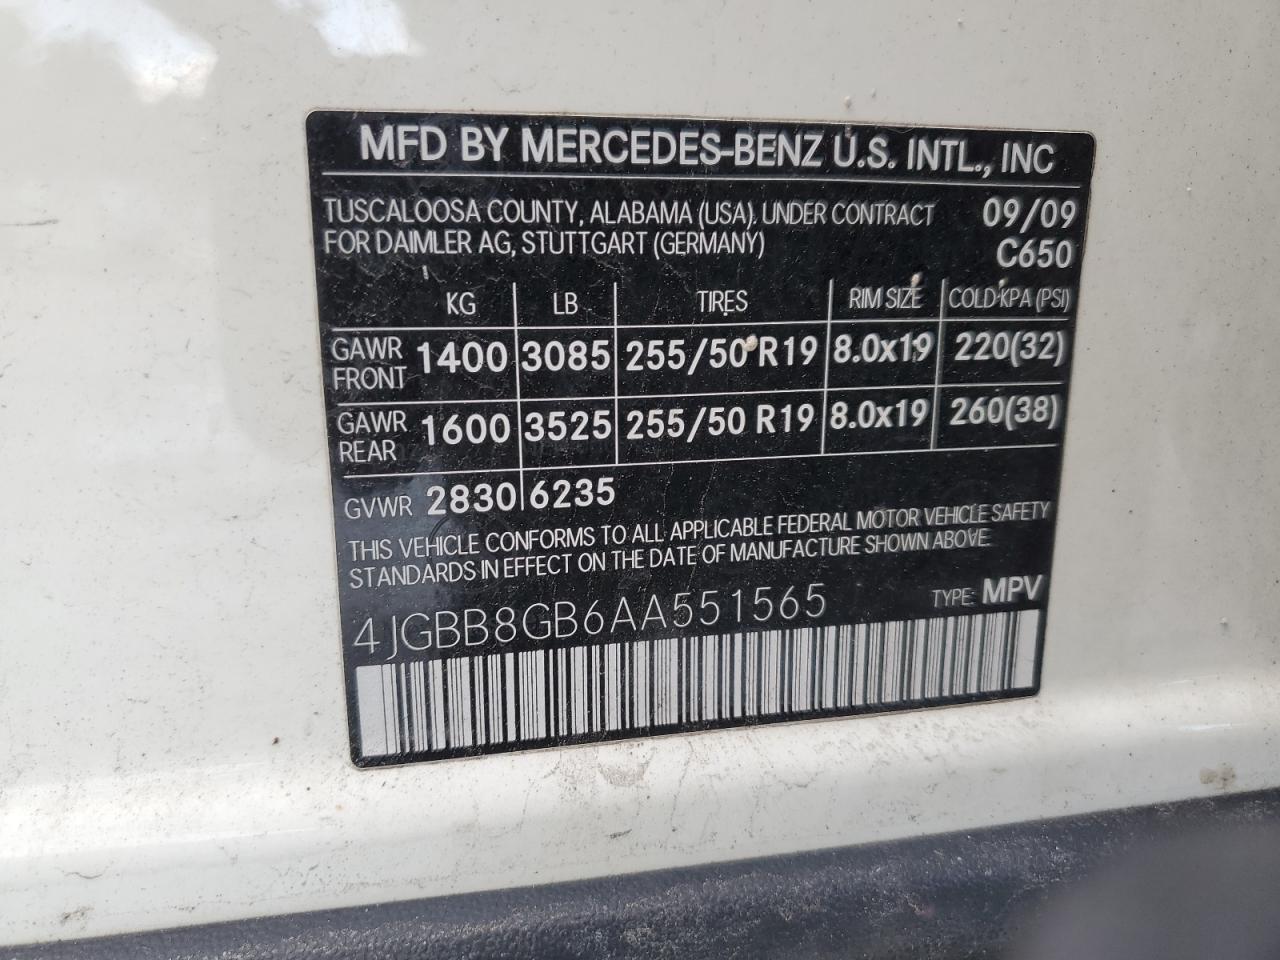 MFD BY MERCEDES-BENZ U.S. INTL., INC
TUSCALOOSA COUNTY, ALABAMA (USA), UNDER CONTRACT 09/09
FOR DAIMLER AG, STUTTGART (GERMANY) C650
KG LB TIRES RIM SIZE COLD KPA (PSI)
GAWR FRONT 1400 3085 255/50 R19 8.0x19 220(32)
GAWR REAR 1600 3525 255/50 R19 8.0x19 260(38)
GVWR 2830 6235
THIS VEHICLE CONFORMS TO ALL APPLICABLE FEDERAL MOTOR VEHICLE SAFETY
STANDARDS IN EFFECT ON THE DATE OF MANUFACTURE SHOWN ABOVE.
4JGBB8GB6AA551565 TYPE: MPV